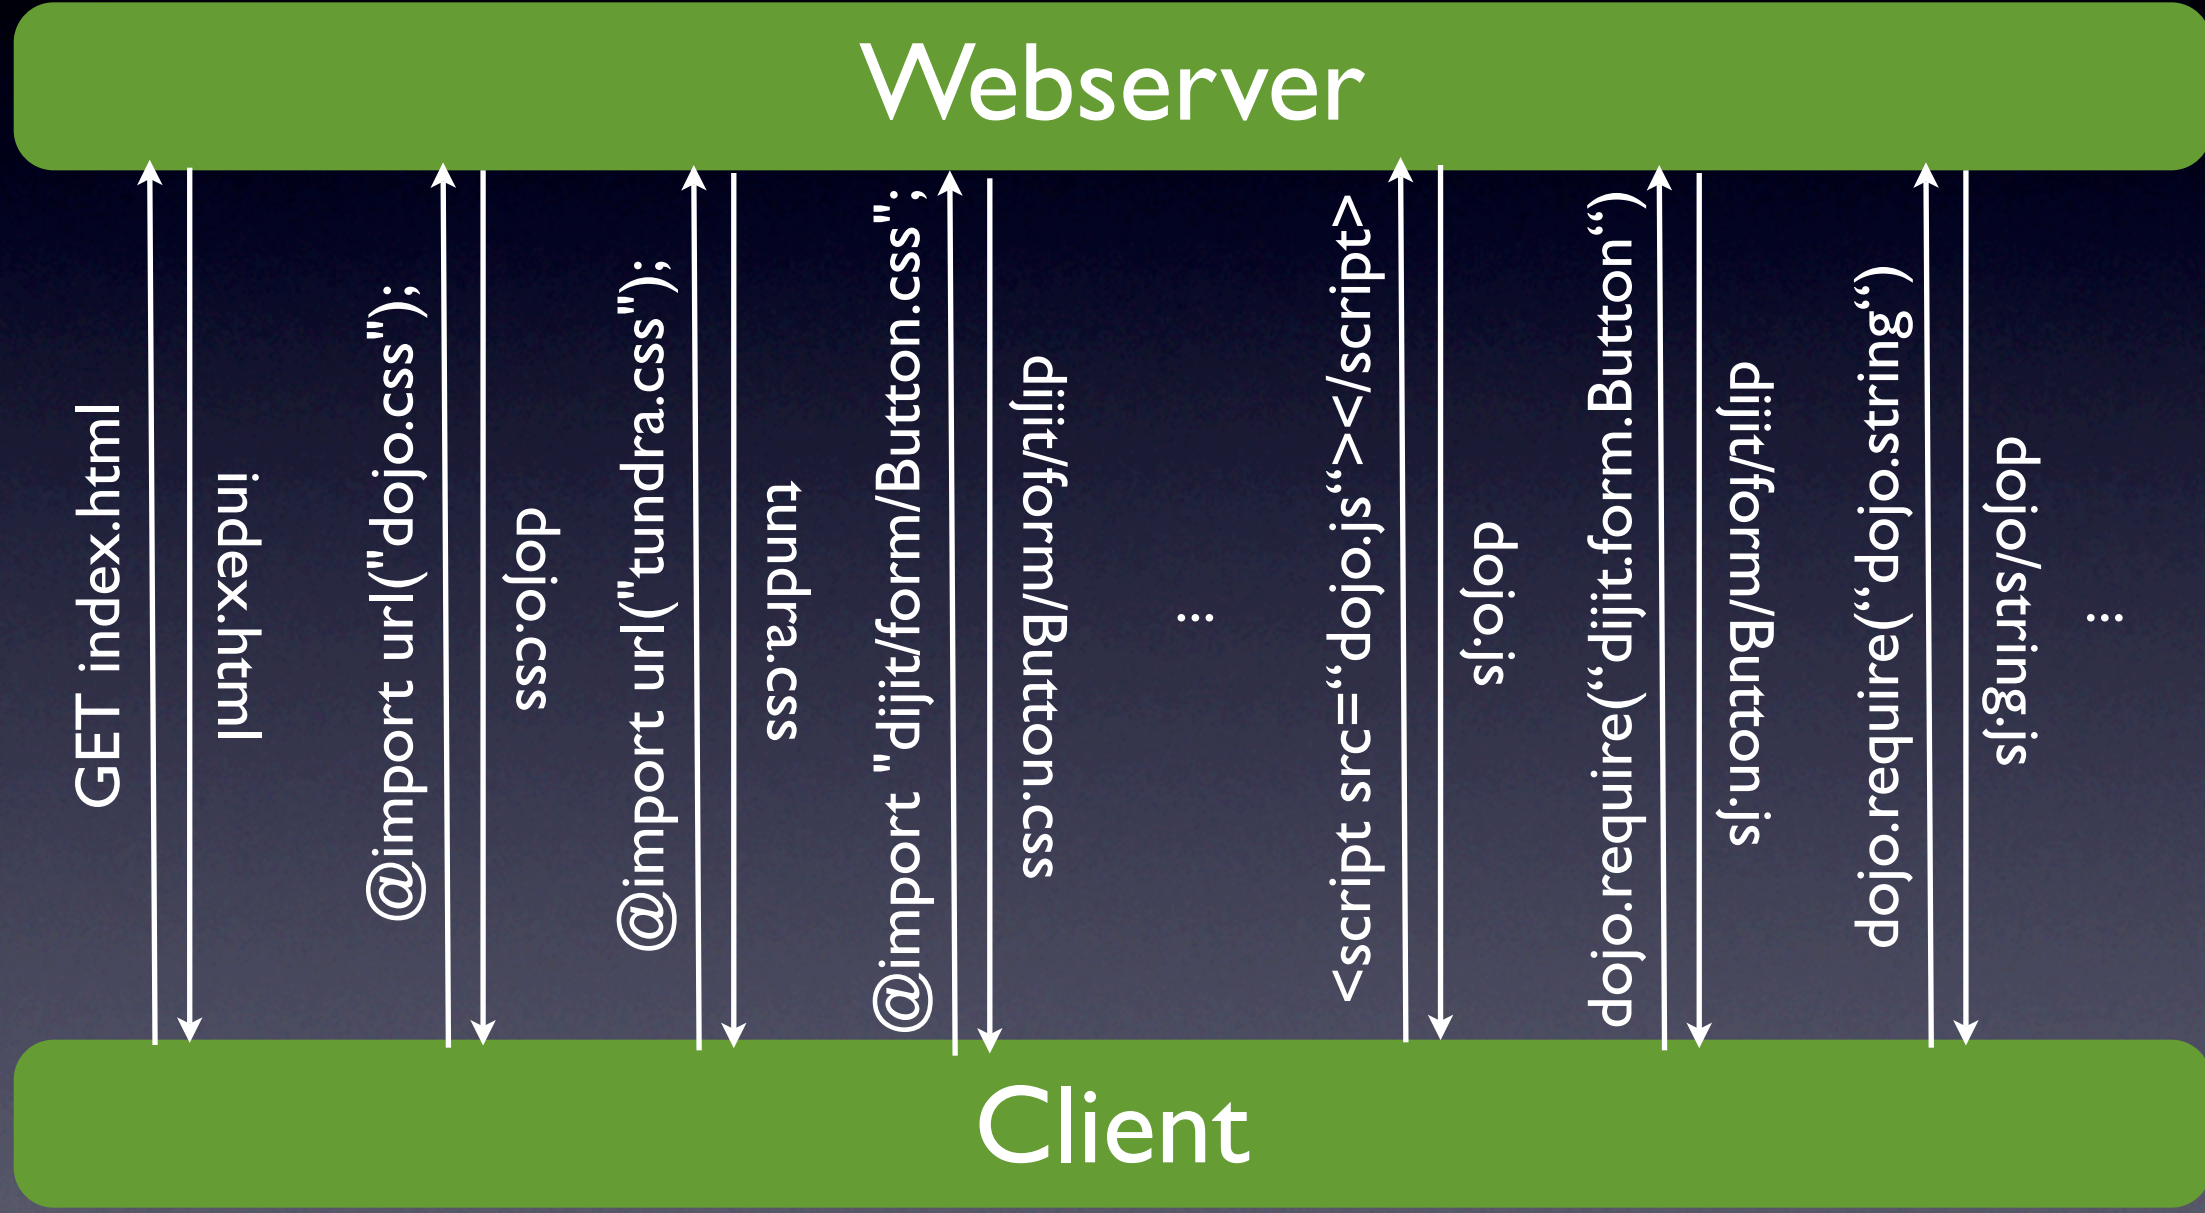 Webserver
GET index.html
index.html
@import url("dojo.css");
dojo.css
@import url("tundra.css");
tundra.css
@import "dijit/form/Button.css";
dijit/form/Button.css
...
<script src=„dojo.js“></script>
dojo.js
dojo.require(„dijit.form.Button“)
dijit/form/Button.js
dojo.require(„dojo.string“)
dojo/string.js
...
Client